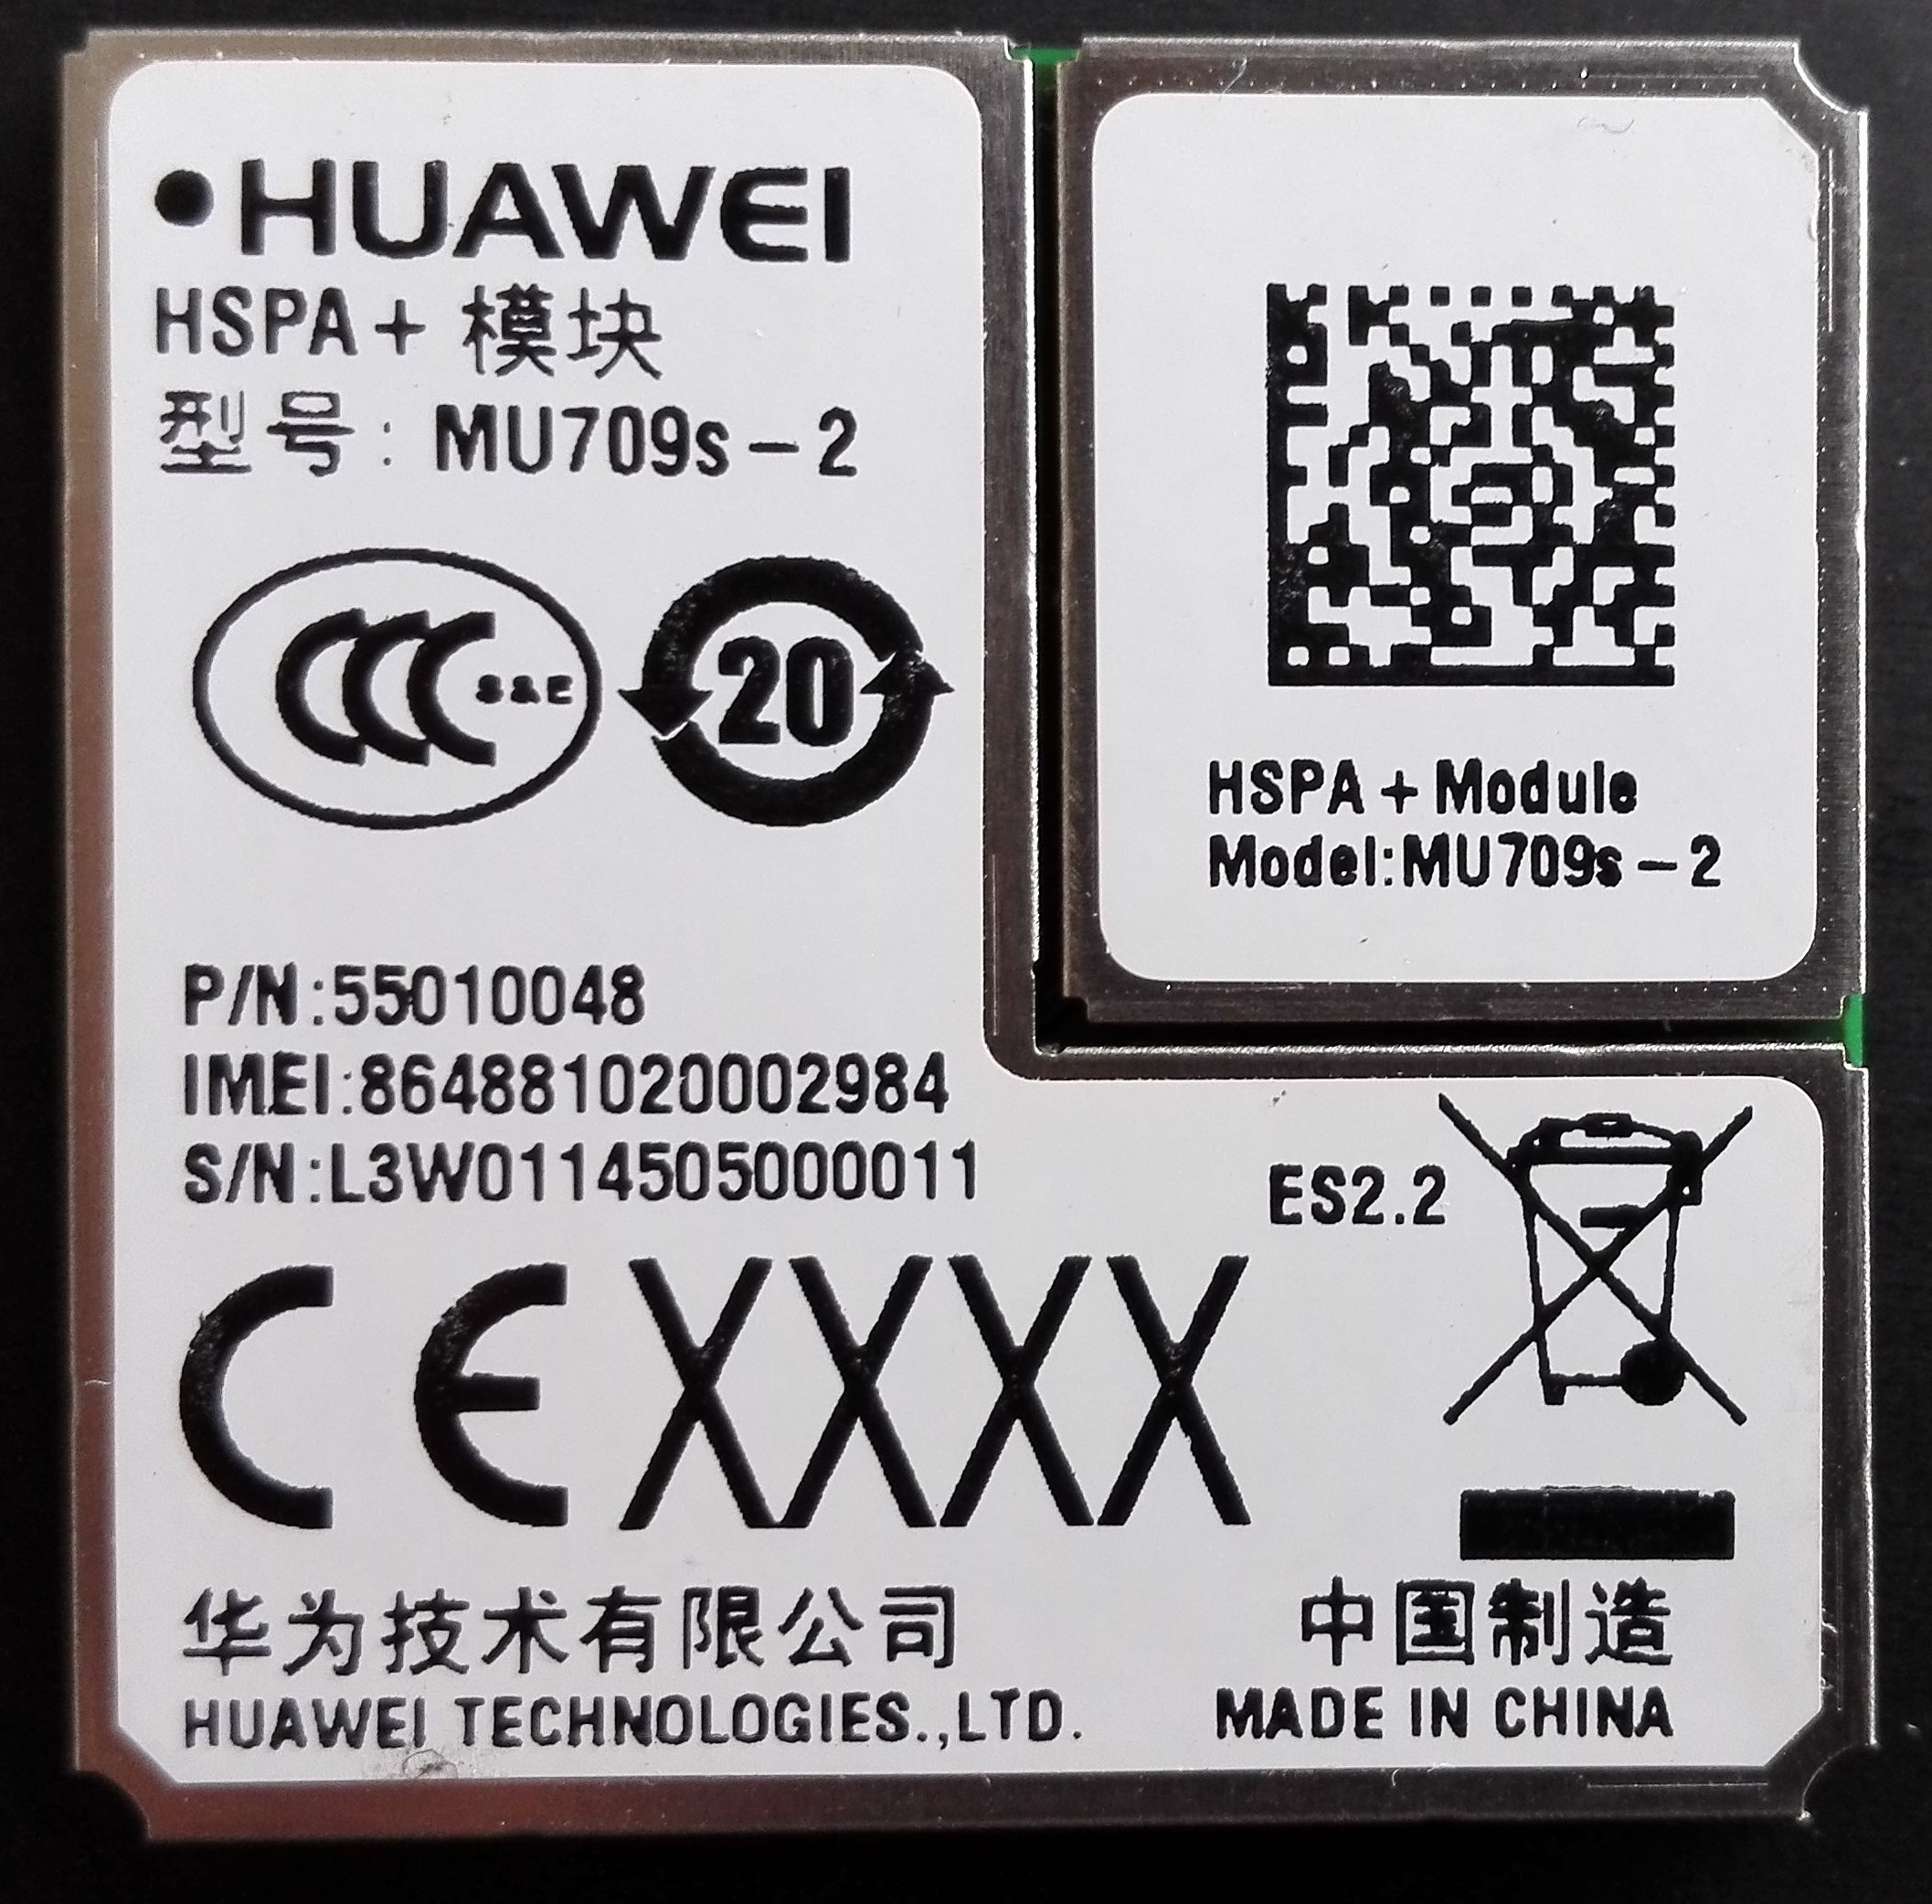 HUAWEI
HSPA+ 模块
型号: MU709s-2
CCC S&E
20
P/N:55010048
IMEI:864881020002984
S/N:L3W0114505000011
CE XXXX
华为技术有限公司
HUAWEI TECHNOLOGIES.,LTD.
HSPA+Module
Model:MU709s-2
ES2.2
中国制造
MADE IN CHINA